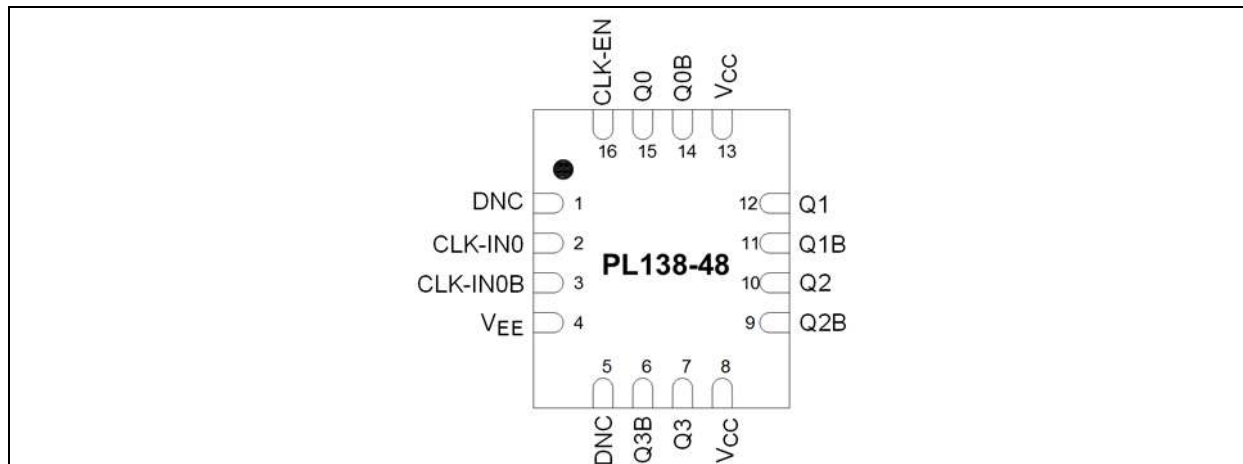 CLK-EN
Q0
Q0B
VCC
16 15 14 13
DNC 1 12 Q1
CLK-IN0 2 11 Q1B
PL138-48
CLK-IN0B 3 10 Q2
VEE 4 9 Q2B
5 6 7 8
DNC
Q3B
Q3
VCC